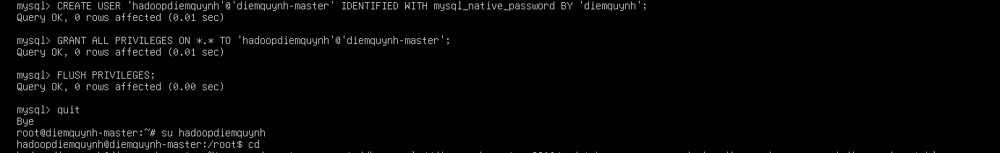 mysql> CREATE USER 'hadoopdiemquynh'@'diemquynh-master' IDENTIFIED WITH mysql_native_password BY 'diemquynh';
Query OK, 0 rows affected (0.01 sec)
mysql> GRANT ALL PRIVILEGES ON *.* TO 'hadoopdiemquynh'@'diemquynh-master';
Query OK, 0 rows affected (0.01 sec)
mysql> FLUSH PRIVILEGES;
Query OK, 0 rows affected (0.00 sec)
mysql> quit
Bye
root@diemquynh-master:~# su hadoopdiemquynh
hadoopdiemquynh@diemquynh-master:/root$ cd